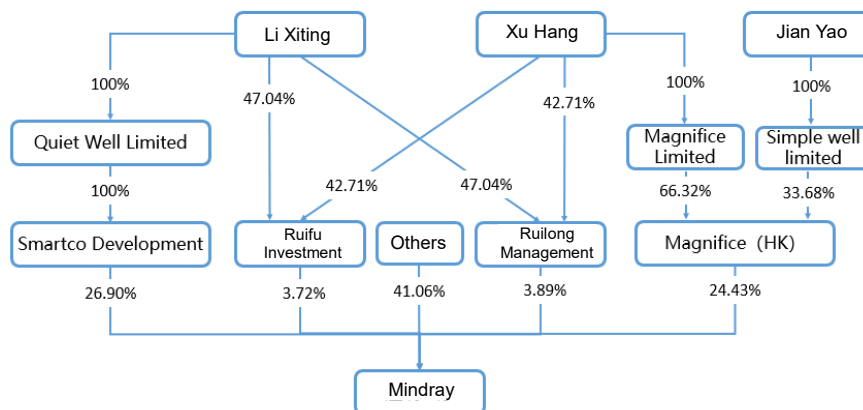 Li Xiting
Xu Hang
Jian Yao
100%
47.04%
42.71%
100%
100%
Quiet Well Limited
Magnifice
Limited
Simple well
limited
100%
42.71%
47.04%
66.32%
33.68%
Smartco Development
Ruifu
Investment
Others
Ruilong
Management
Magnifice (HK)
26.90%
3.72%
41.06%
3.89%
24.43%
Mindray